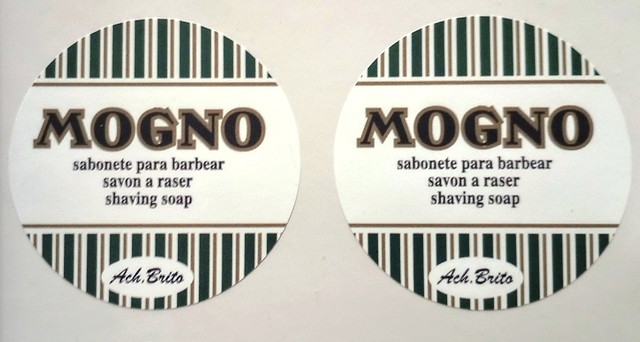 MOGNO
sabonete para barbear
savon a raser
shaving soap
Ach. Brito
MOGNO
sabonete para barbear
savon a raser
shaving soap
Ach. Brito